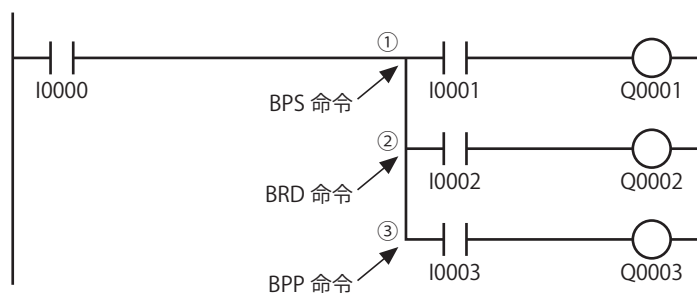 ①
I0000
I0001
Q0001
BPS 命令
②
I0002
Q0002
BRD 命令
③
I0003
Q0003
BPP 命令